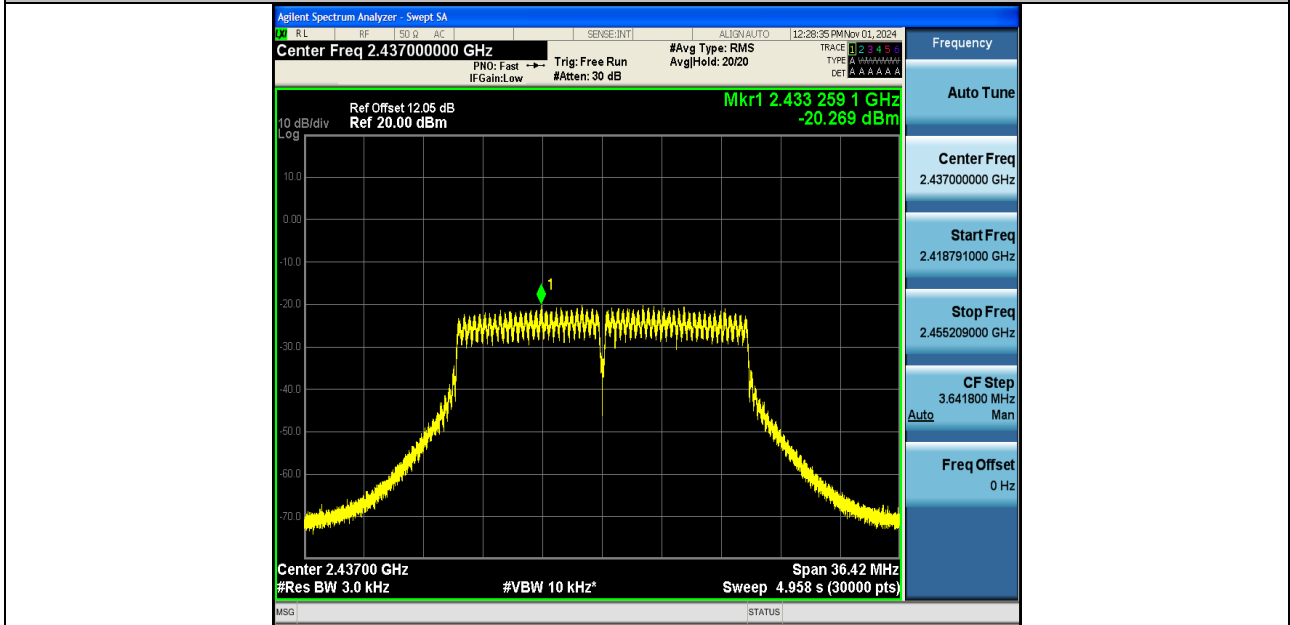 Agilent Spectrum Analyzer - Swept SA
LXI RL RF 50 Ω AC SENSE:INT ALIGN AUTO 12:28:35 PM Nov 01, 2024
Center Freq 2.437000000 GHz
PNO: Fast
IFGain:Low
Trig: Free Run
#Atten: 30 dB
#Avg Type: RMS
Avg|Hold: 20/20
TRACE 1 2 3 4 5 6
TYPE A WWWWW
DET A A A A A A
Mkr1 2.433 259 1 GHz
-20.269 dBm
Ref Offset 12.05 dB
10 dB/div Ref 20.00 dBm
Log
10.0
0.00
-10.0
-20.0
-30.0
-40.0
-50.0
-60.0
-70.0
1
Center 2.43700 GHz Span 36.42 MHz
#Res BW 3.0 kHz #VBW 10 kHz* Sweep 4.958 s (30000 pts)
MSG STATUS
Frequency
Auto Tune
Center Freq
2.437000000 GHz
Start Freq
2.418791000 GHz
Stop Freq
2.455209000 GHz
CF Step
3.641800 MHz
Auto Man
Freq Offset
0 Hz